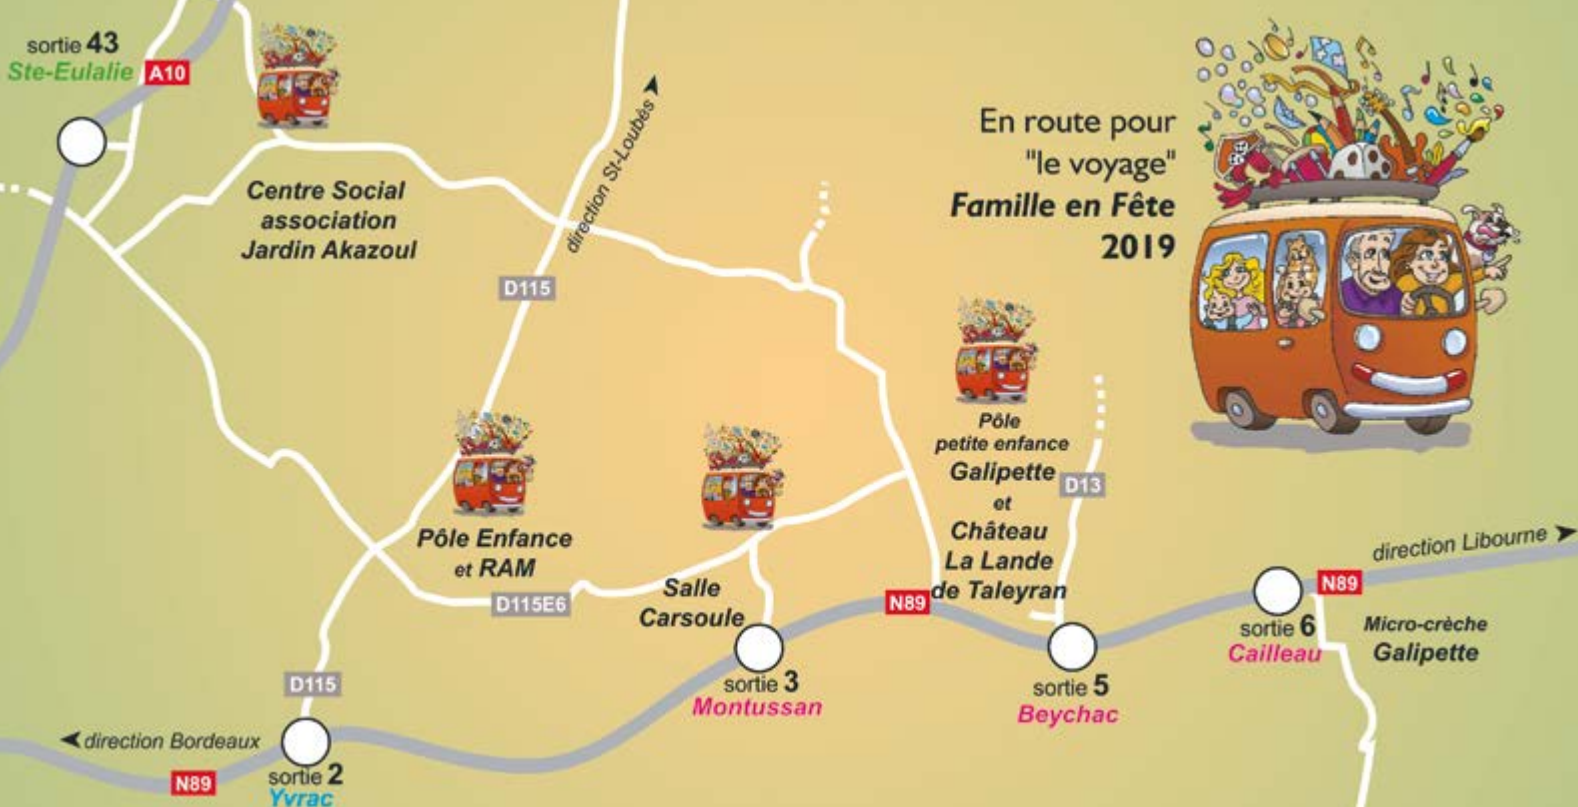 sortie 43
Ste-Eulalie
A10
Centre Social
association
Jardin Akazoul
direction St-Loubès
D115
En route pour
"le voyage"
Famille en Fête
2019
Pôle Enfance
et RAM
D115E6
Salle
Carsoule
Pôle
petite enfance
Galipette
et
Château
La Lande
de Taleyran
D13
N89
direction Libourne
N89
sortie 6
Cailleau
Micro-crèche
Galipette
sortie 3
Montussan
sortie 5
Beychac
D115
direction Bordeaux
N89
sortie 2
Yvrac